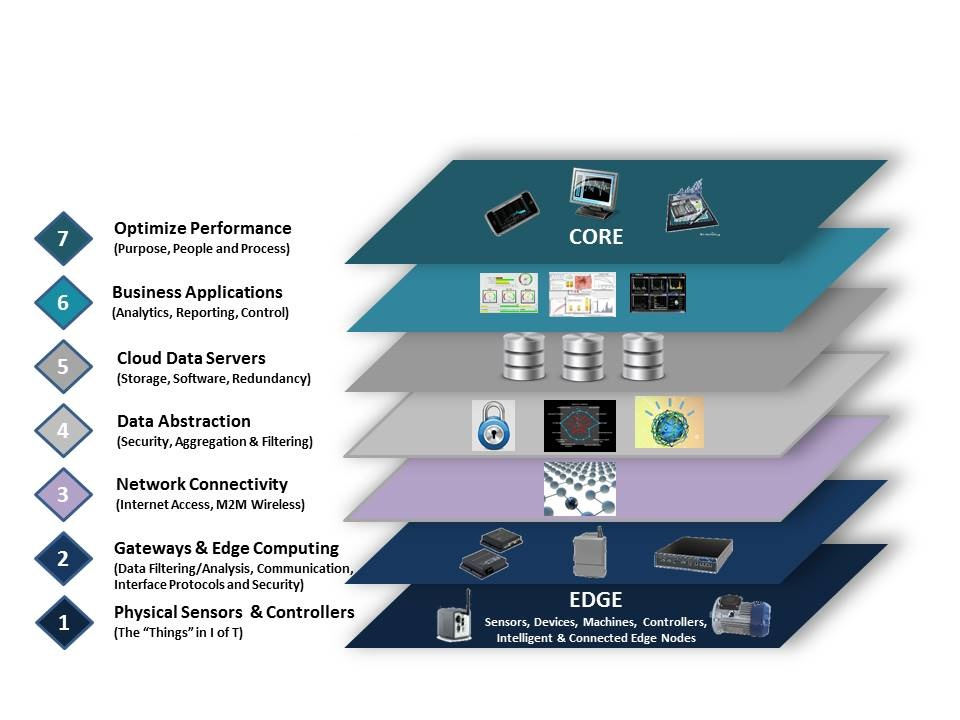 7
Optimize Performance
(Purpose, People and Process)
CORE
6
Business Applications
(Analytics, Reporting, Control)
5
Cloud Data Servers
(Storage, Software, Redundancy)
4
Data Abstraction
(Security, Aggregation & Filtering)
3
Network Connectivity
(Internet Access, M2M Wireless)
2
Gateways & Edge Computing
(Data Filtering/Analysis, Communication,
Interface Protocols and Security)
1
Physical Sensors & Controllers
(The “Things” in I of T)
EDGE
Sensors, Devices, Machines, Controllers,
Intelligent & Connected Edge Nodes